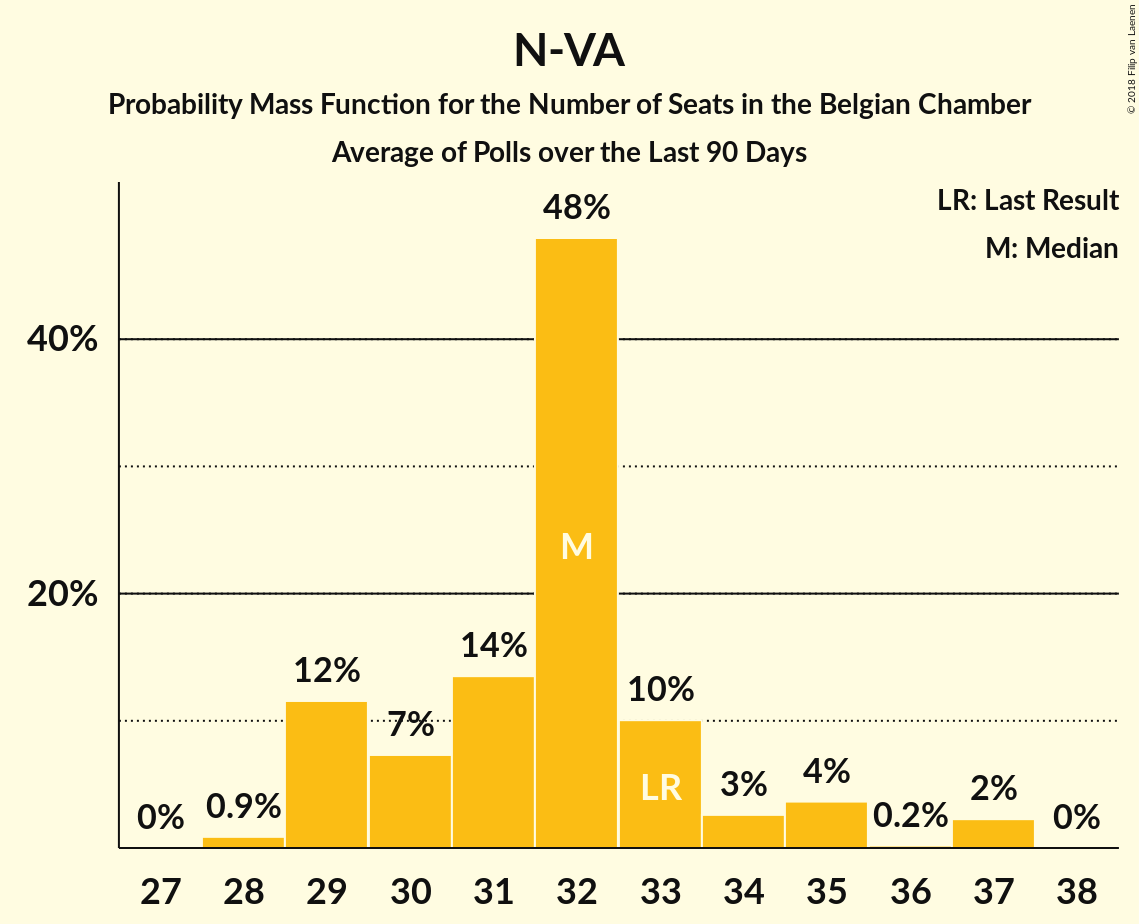 N-VA
Probability Mass Function for the Number of Seats in the Belgian Chamber
Average of Polls over the Last 90 Days
© 2018 Filip van Laenen
LR: Last Result
M: Median
40%
20%
0%
0.9%
12%
7%
14%
48%
M
10%
LR
3%
4%
0.2%
2%
0%
27 28 29 30 31 32 33 34 35 36 37 38